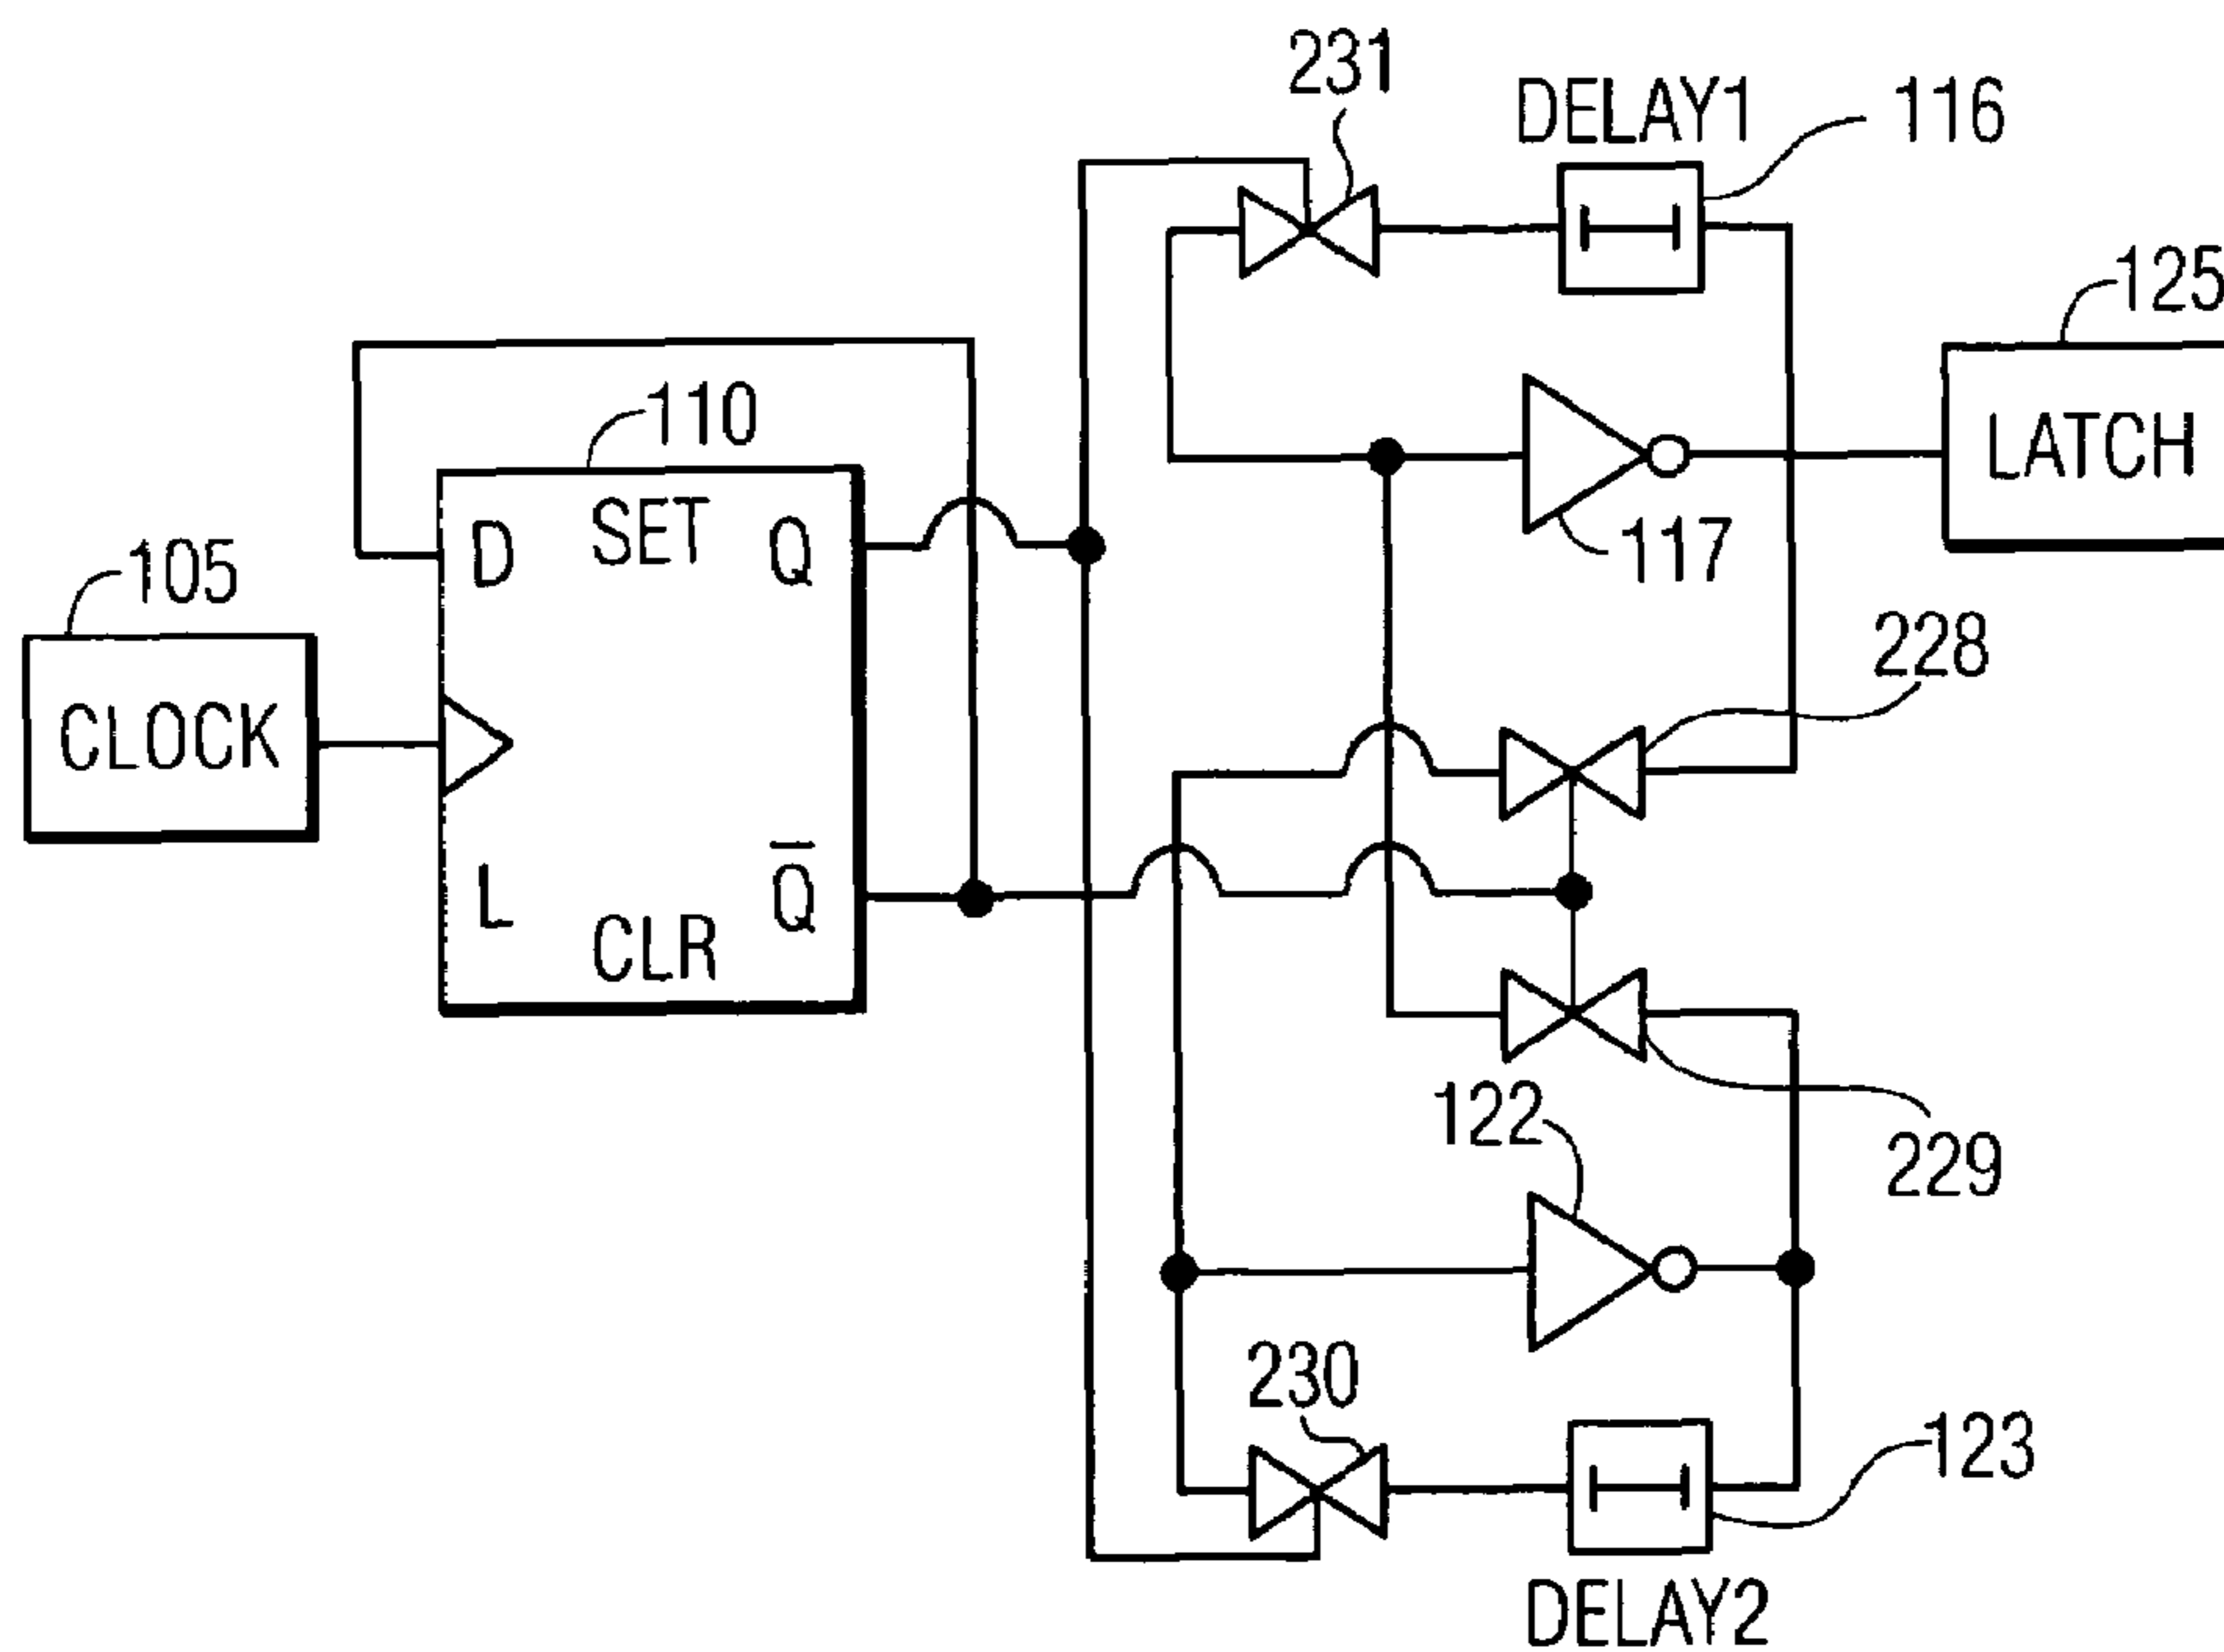 231
DELAY1
116
125
110
LATCH
D
SET
Q
117
105
228
CLOCK
L
Q̅
CLR
122
229
230
123
DELAY2